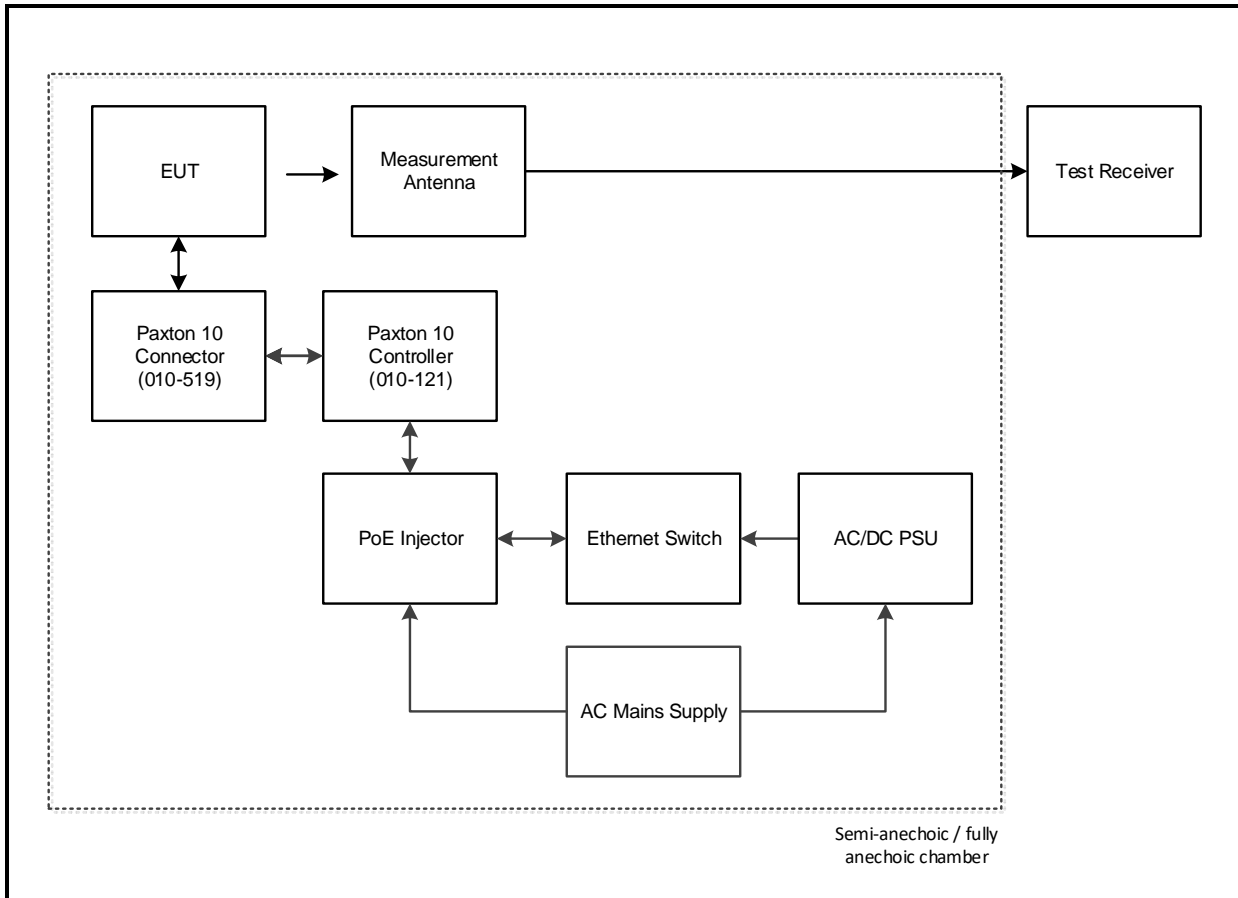 EUT
Measurement
Antenna
Test Receiver
Paxton 10
Connector
(010-519)
Paxton 10
Controller
(010-121)
PoE Injector
Ethernet Switch
AC/DC PSU
AC Mains Supply
Semi-anechoic / fully
anechoic chamber